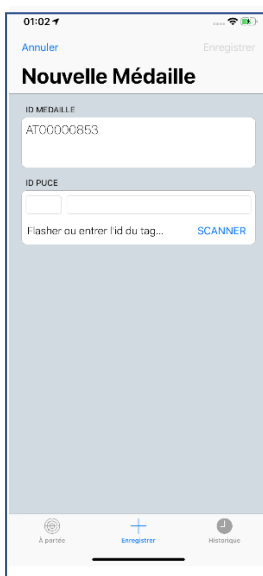 01:02
Annuler Enregistrer
Nouvelle Médaille
ID MEDAILLE
AT00000853
ID PUCE
Flasher ou entrer l'id du tag... SCANNER
À partée Enregistrer Historique